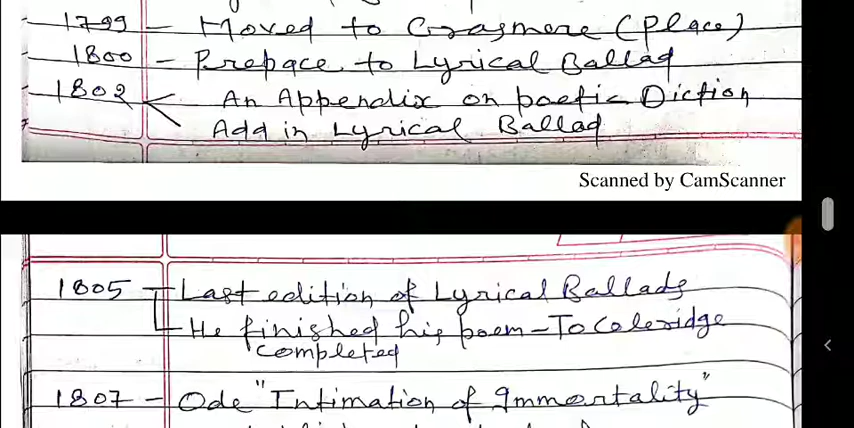 1799 - Moved to Grasmere (Place)
1800 - Prepace to Lyrical Ballad
1802 < An Appendix on poetic Diction
Add in Lyrical Ballad
Scanned by CamScanner
1805 - Last edition of Lyrical Ballads
- He finished his poem - To Coleridge
completed
1807 - Ode "Intimation of Immortality"